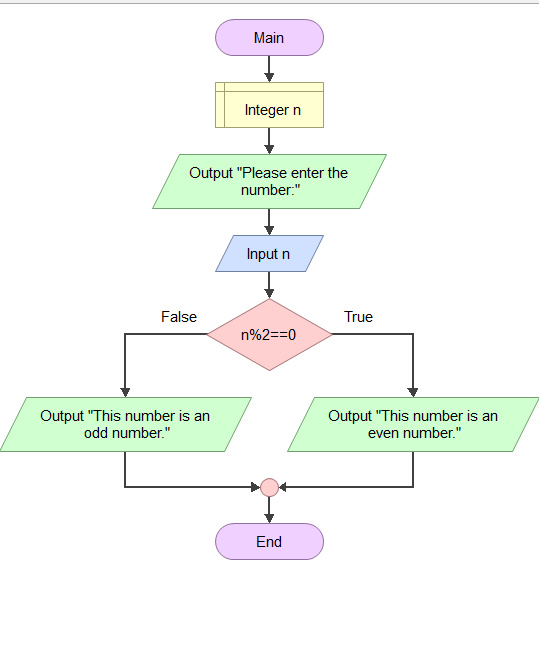 Main
Integer n
Output "Please enter the
number:"
Input n
False
True
n%2==0
Output "This number is an
odd number."
Output "This number is an
even number."
End